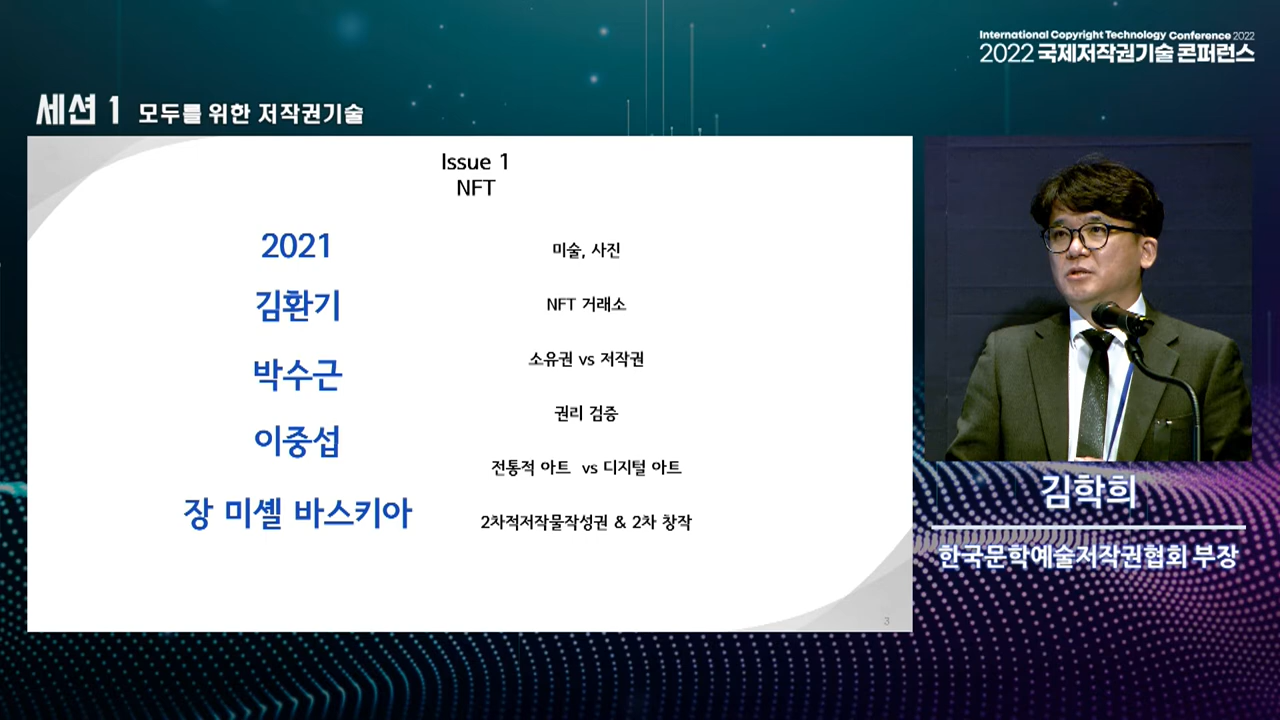 International Copyright Technology Conference 2022
2022 국제저작권기술 콘퍼런스
세션 1 모두를 위한 저작권기술
Issue 1
NFT
2021
김환기
박수근
이중섭
장 미셸 바스키아
미술, 사진
NFT 거래소
소유권 vs 저작권
권리 검증
전통적 아트 vs 디지털 아트
2차적저작물작성권 & 2차 창작
3
김학희
한국문학예술저작권협회 부장